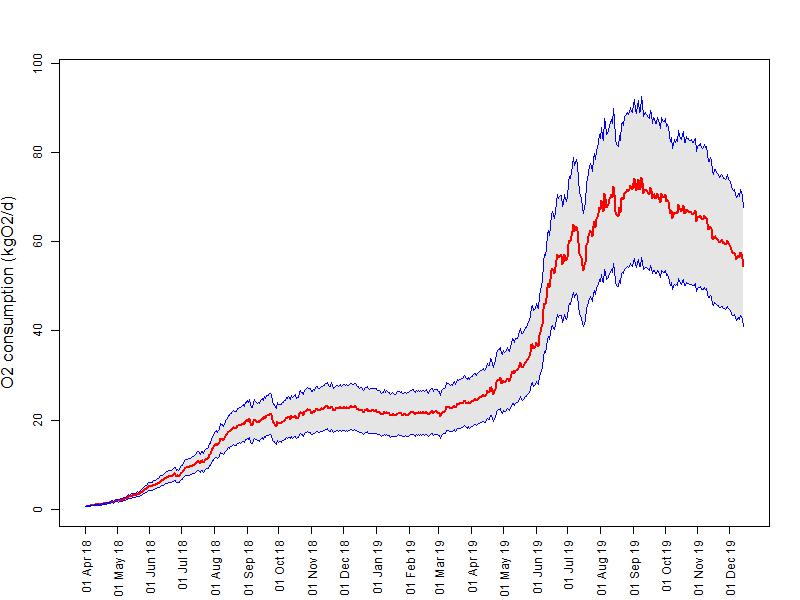 O2 consumption (kgO2/d)
100
80
60
40
20
0
01 Apr 18
01 May 18
01 Jun 18
01 Jul 18
01 Aug 18
01 Sep 18
01 Oct 18
01 Nov 18
01 Dec 18
01 Jan 19
01 Feb 19
01 Mar 19
01 Apr 19
01 May 19
01 Jun 19
01 Jul 19
01 Aug 19
01 Sep 19
01 Oct 19
01 Nov 19
01 Dec 19